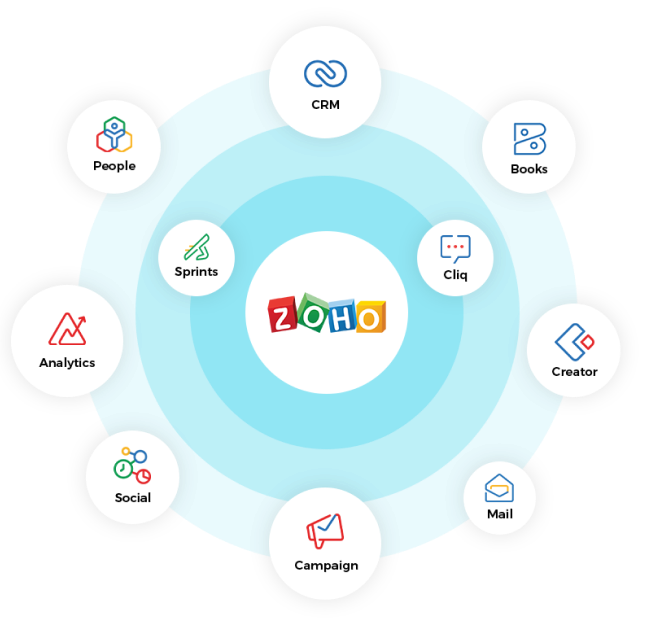 CRM
People
Books
Sprints
Cliq
ZOHO
Analytics
Creator
Social
Mail
Campaign